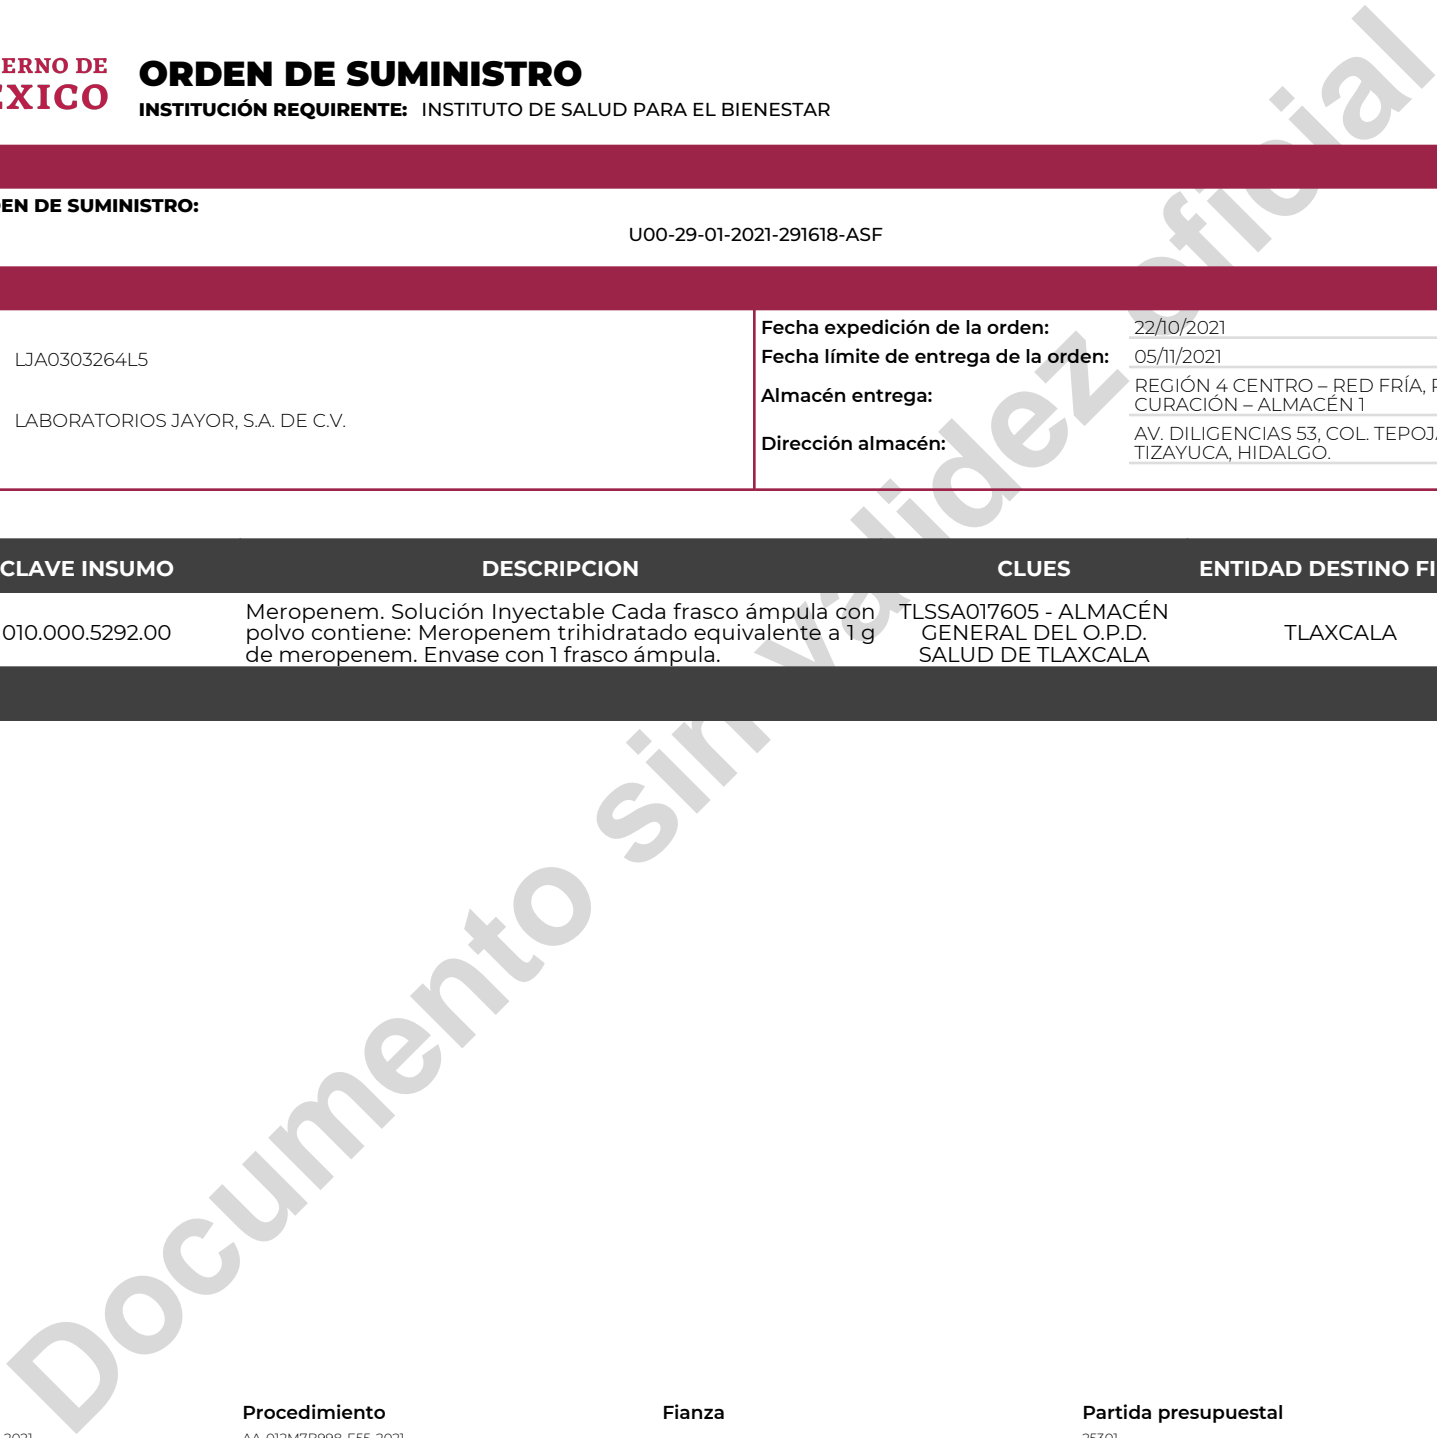 ERNO DE
ÉXICO
ORDEN DE SUMINISTRO
INSTITUCIÓN REQUIRENTE: INSTITUTO DE SALUD PARA EL BIENESTAR
EN DE SUMINISTRO:
U00-29-01-2021-291618-ASF
LJA0303264L5
LABORATORIOS JAYOR, S.A. DE C.V.
Fecha expedición de la orden: 22/10/2021
Fecha límite de entrega de la orden: 05/11/2021
Almacén entrega: REGIÓN 4 CENTRO – RED FRÍA,
CURACIÓN – ALMACÉN 1
Dirección almacén: AV. DILIGENCIAS 53, COL. TEPOJA
TIZAYUCA, HIDALGO.
CLAVE INSUMO DESCRIPCION CLUES ENTIDAD DESTINO FI
010.000.5292.00
Meropenem. Solución Inyectable Cada frasco ámpula con
polvo contiene: Meropenem trihidratado equivalente a 1 g
de meropenem. Envase con 1 frasco ámpula.
TLSSA017605 - ALMACÉN
GENERAL DEL O.P.D.
SALUD DE TLAXCALA
TLAXCALA
Documento sin validez oficial
Procedimiento Fianza Partida presupuestal